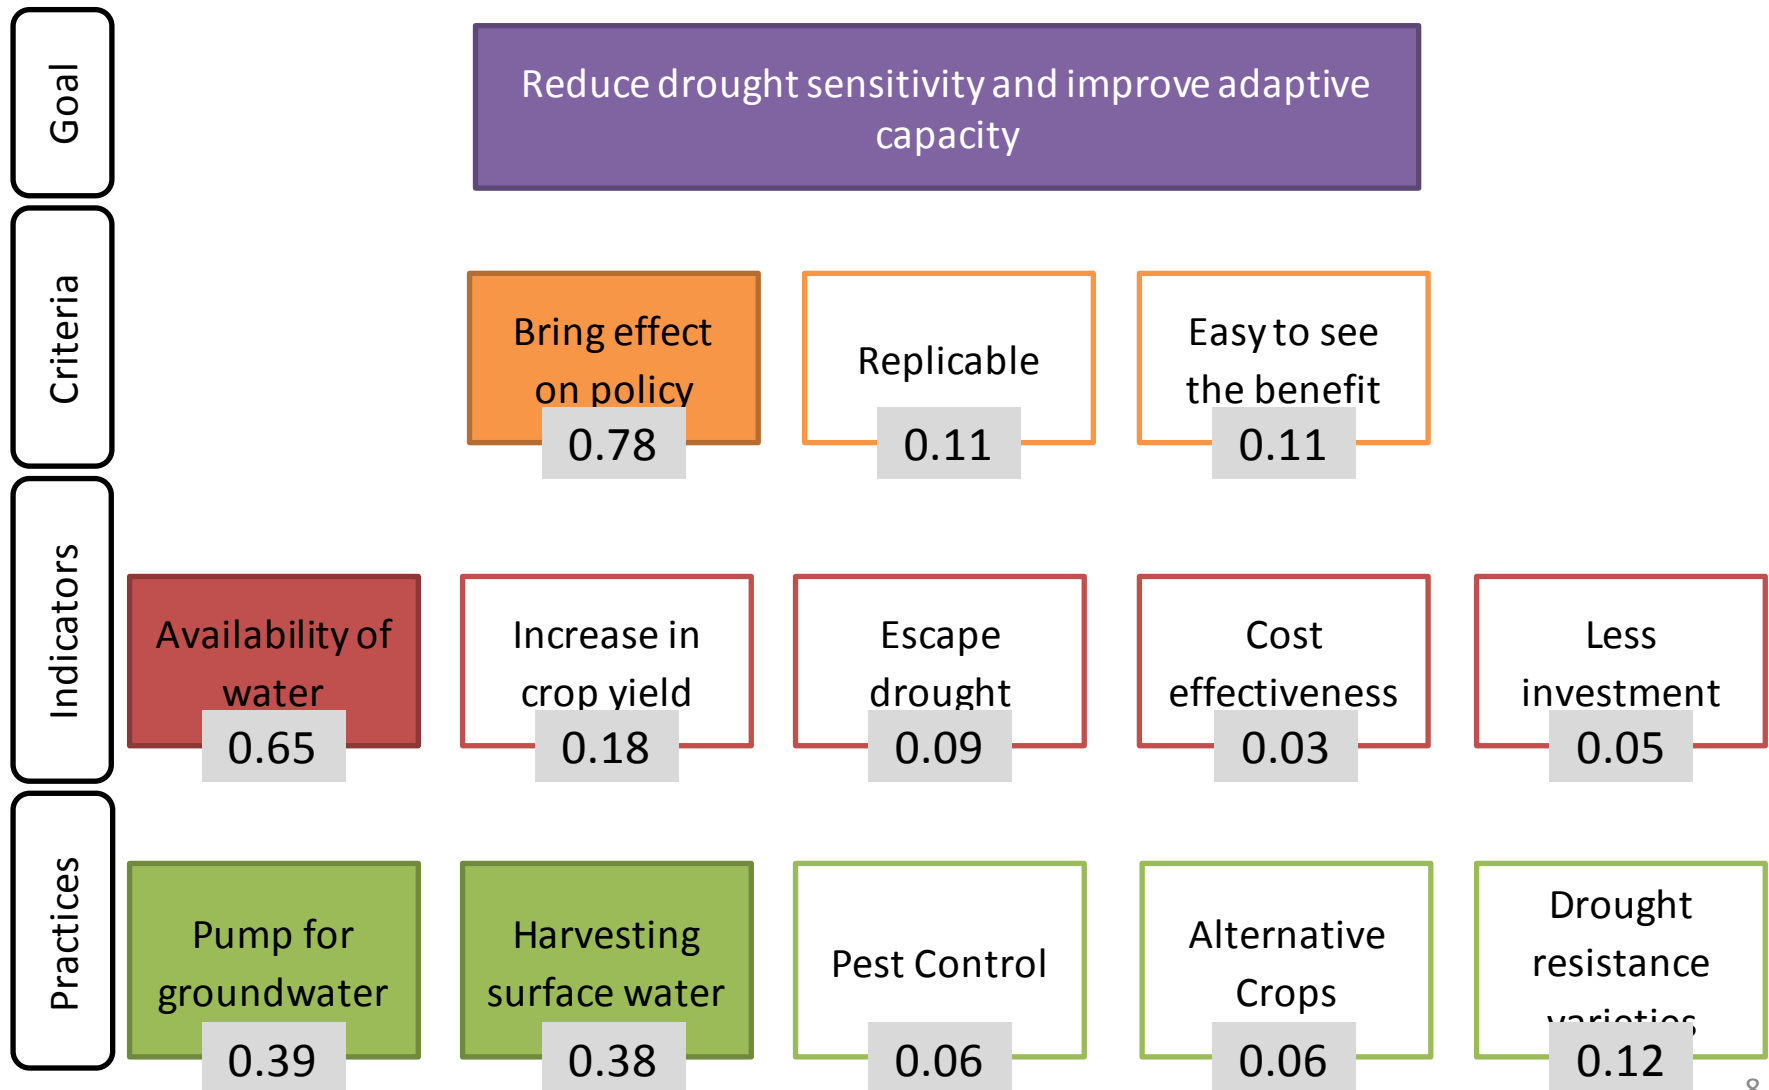 Goal
Reduce drought sensitivity and improve adaptive
capacity
Criteria
Bring effect
on policy
0.78
Replicable
0.11
Easy to see
the benefit
0.11
Indicators
Availability of
water
0.65
Increase in
crop yield
0.18
Escape
drought
0.09
Cost
effectiveness
0.03
Less
investment
0.05
Practices
Pump for
groundwater
0.39
Harvesting
surface water
0.38
Pest Control
0.06
Alternative
Crops
0.06
Drought
resistance
varieties
0.12
8